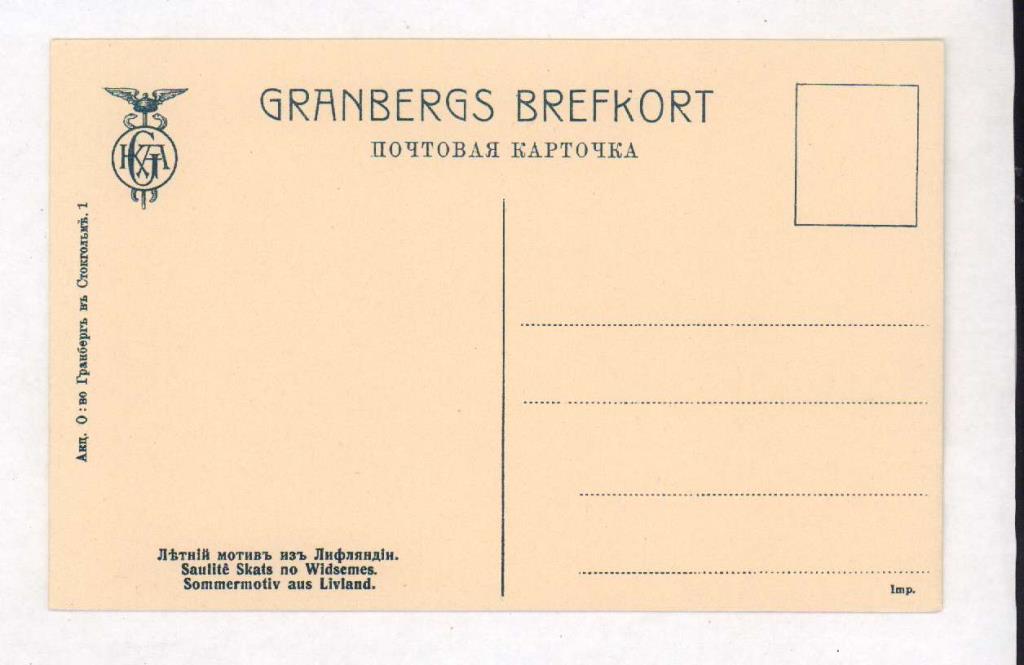 GRANBERGS BREFKORT
ПОЧТОВАЯ КАРТОЧКА
Акц. О:во Гранбергъ въ Стокгольмѣ. 1
Лѣтній мотивъ изъ Лифляндіи.
Saulitê Skats no Widsemes.
Sommermotiv aus Livland.
Imp.